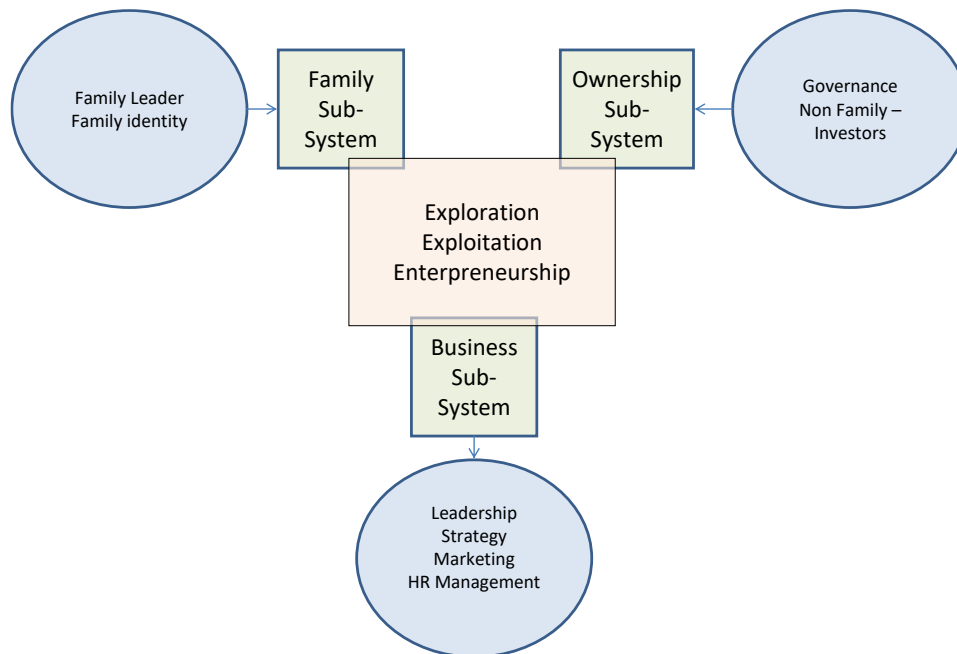 Family Leader
Family identity
Family
Sub-
System
Ownership
Sub-
System
Governance
Non Family –
Investors
Exploration
Exploitation
Enterpreneurship
Business
Sub-
System
Leadership
Strategy
Marketing
HR Management